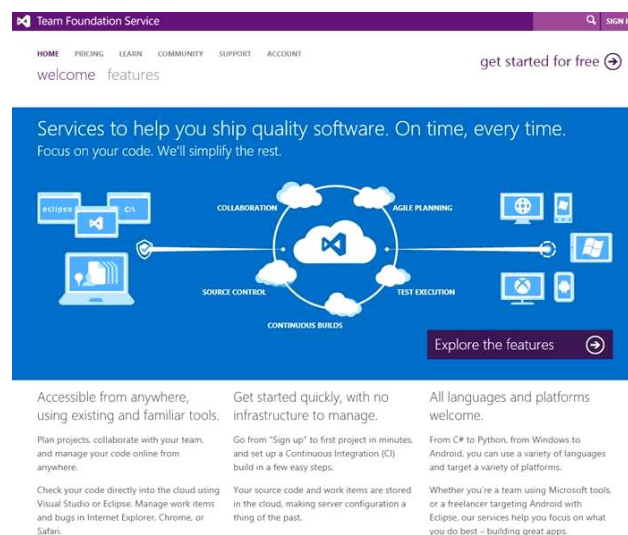 Team Foundation Service
SIGN I
HOME PRICING LEARN COMMUNITY SUPPORT ACCOUNT
get started for free
welcome features
Services to help you ship quality software. On time, every time.
Focus on your code. We'll simplify the rest.
eclipse
C:\
COLLABORATION
AGILE PLANNING
SOURCE CONTROL
TEST EXECUTION
CONTINUOUS BUILDS
Explore the features
Accessible from anywhere,
using existing and familiar tools.
Plan projects, collaborate with your team,
and manage your code online from
anywhere.
Check your code directly into the cloud using
Visual Studio or Eclipse. Manage work items
and bugs in Internet Explorer, Chrome, or
Safari.
Get started quickly, with no
infrastructure to manage.
Go from "Sign up" to first project in minutes,
and set up a Continuous Integration (CI)
build in a few easy steps.
Your source code and work items are stored
in the cloud, making server configuration a
thing of the past.
All languages and platforms
welcome.
From C# to Python, from Windows to
Android, you can use a variety of languages
and target a variety of platforms.
Whether you're a team using Microsoft tools,
or a freelancer targeting Android with
Eclipse, our services help you focus on what
you do best – building great apps.